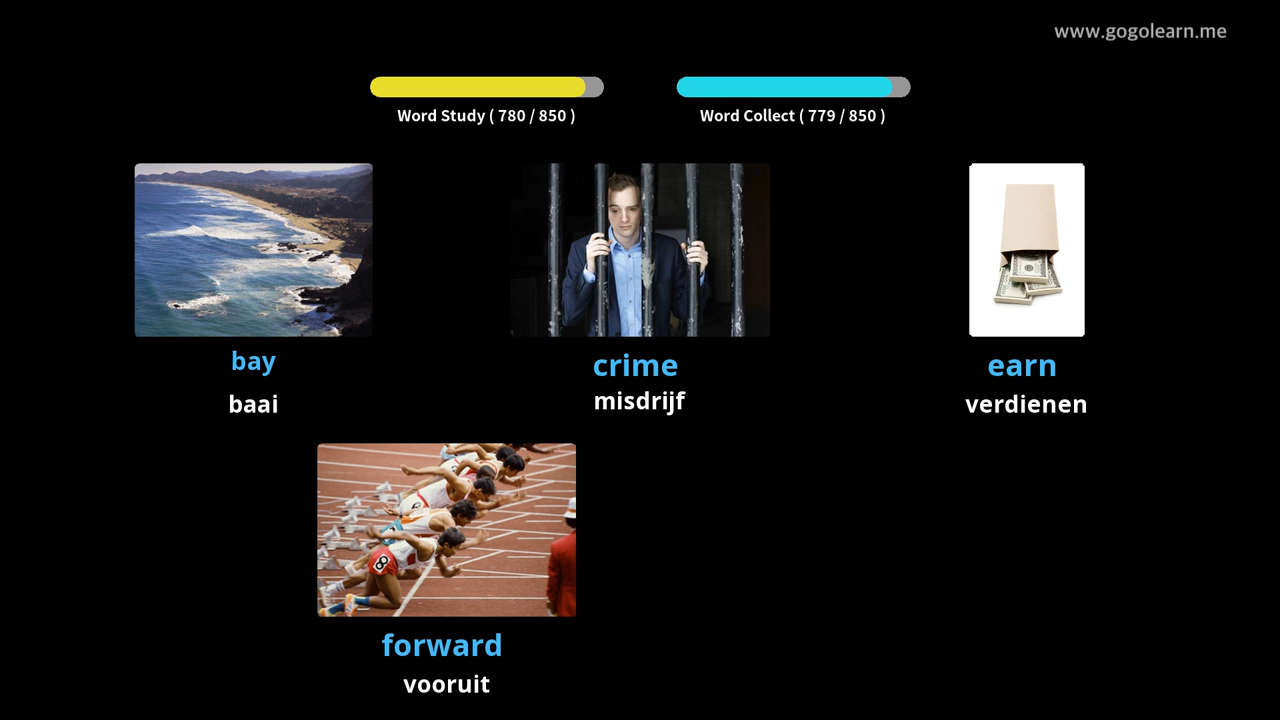 www.gogolearn.me
Word Study ( 780 / 850 )
Word Collect ( 779 / 850 )
bay
baai
crime
misdrijf
earn
verdienen
8
forward
vooruit